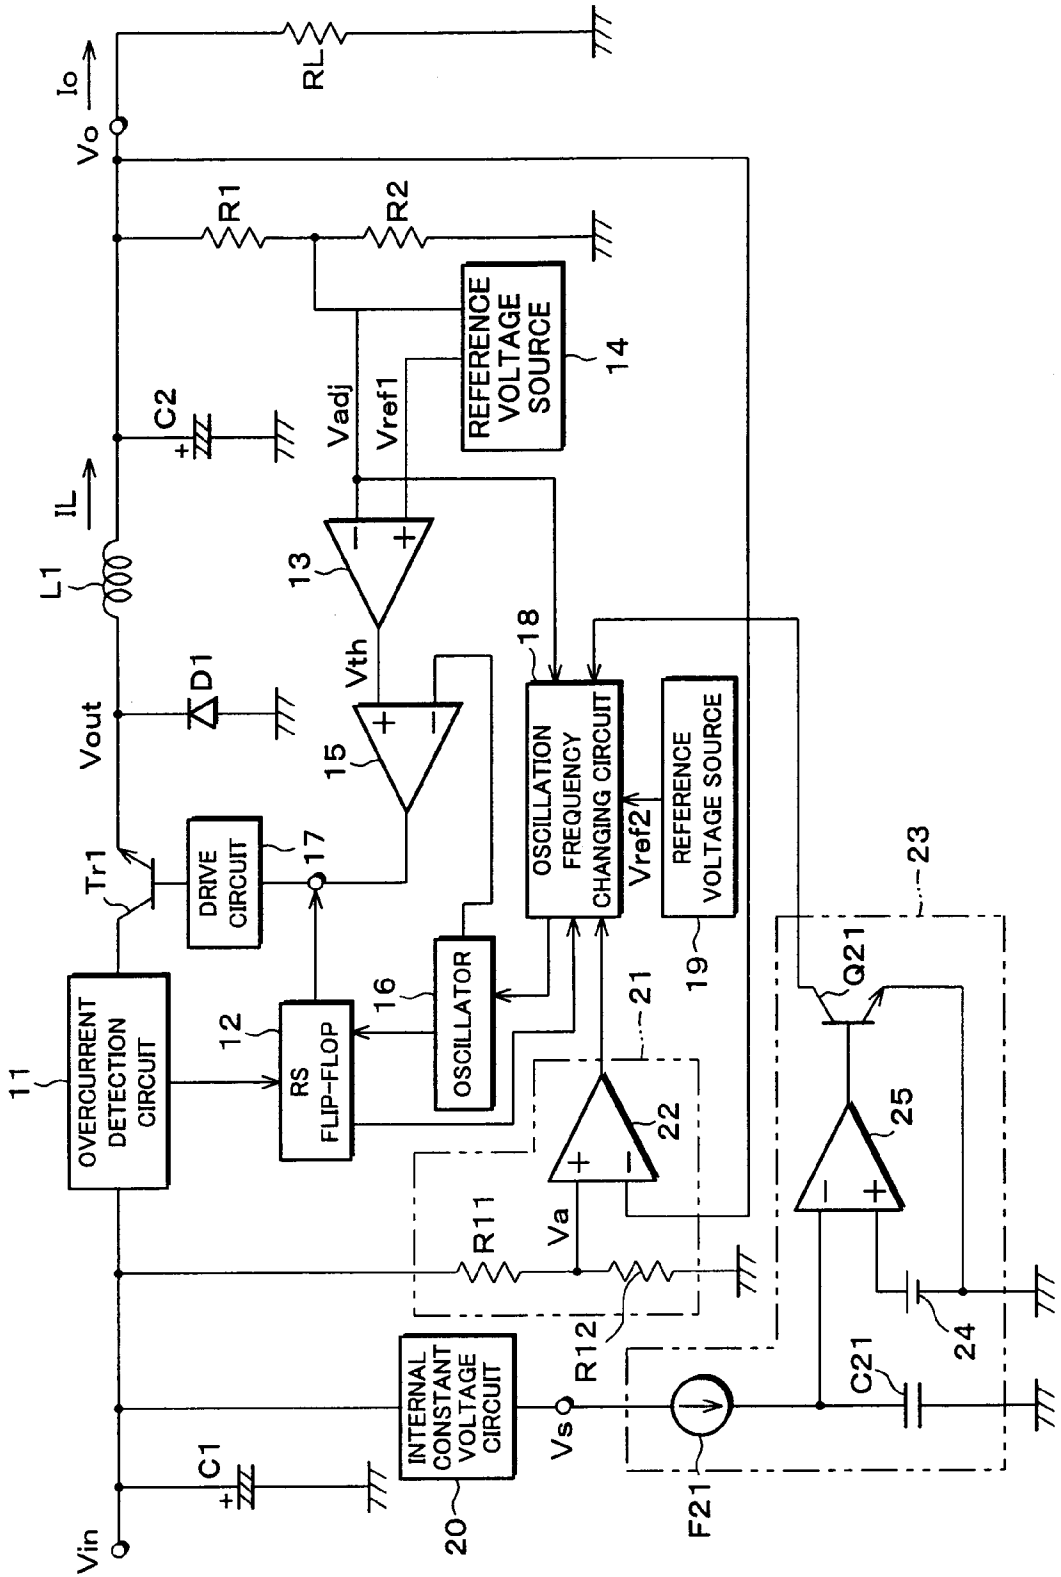 Vin
C1
+
INTERNAL
CONSTANT
VOLTAGE
CIRCUIT
20
Vs
F21
C21
24
25
+
−
Q21
23
R11
R12
Va
+
−
22
21
11
OVERCURRENT
DETECTION
CIRCUIT
12
RS
FLIP-FLOP
16
OSCILLATOR
Tr1
DRIVE
CIRCUIT
17
Vout
D1
L1
IL
15
+
−
Vth
13
−
+
Vadj
Vref1
18
OSCILLATION
FREQUENCY
CHANGING CIRCUIT
Vref2
REFERENCE
VOLTAGE SOURCE
19
C2
+
REFERENCE
VOLTAGE
SOURCE
14
R1
R2
Vo
Io
RL